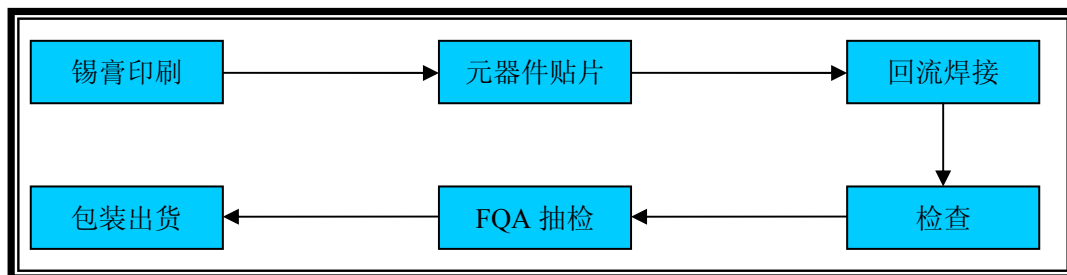 锡膏印刷
元器件贴片
回流焊接
检查
FQA 抽检
包装出货